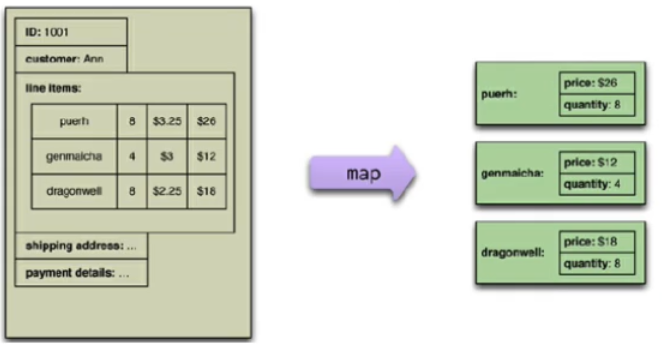 ID: 1001
customer: Ann
line items:
puerh 8 $3.25 $26
genmaicha 4 $3 $12
dragonwell 8 $2.25 $18
shipping address: ...
payment details: ...
map
puerh:
price: $26
quantity: 8
genmaicha:
price: $12
quantity: 4
dragonwell:
price: $18
quantity: 8